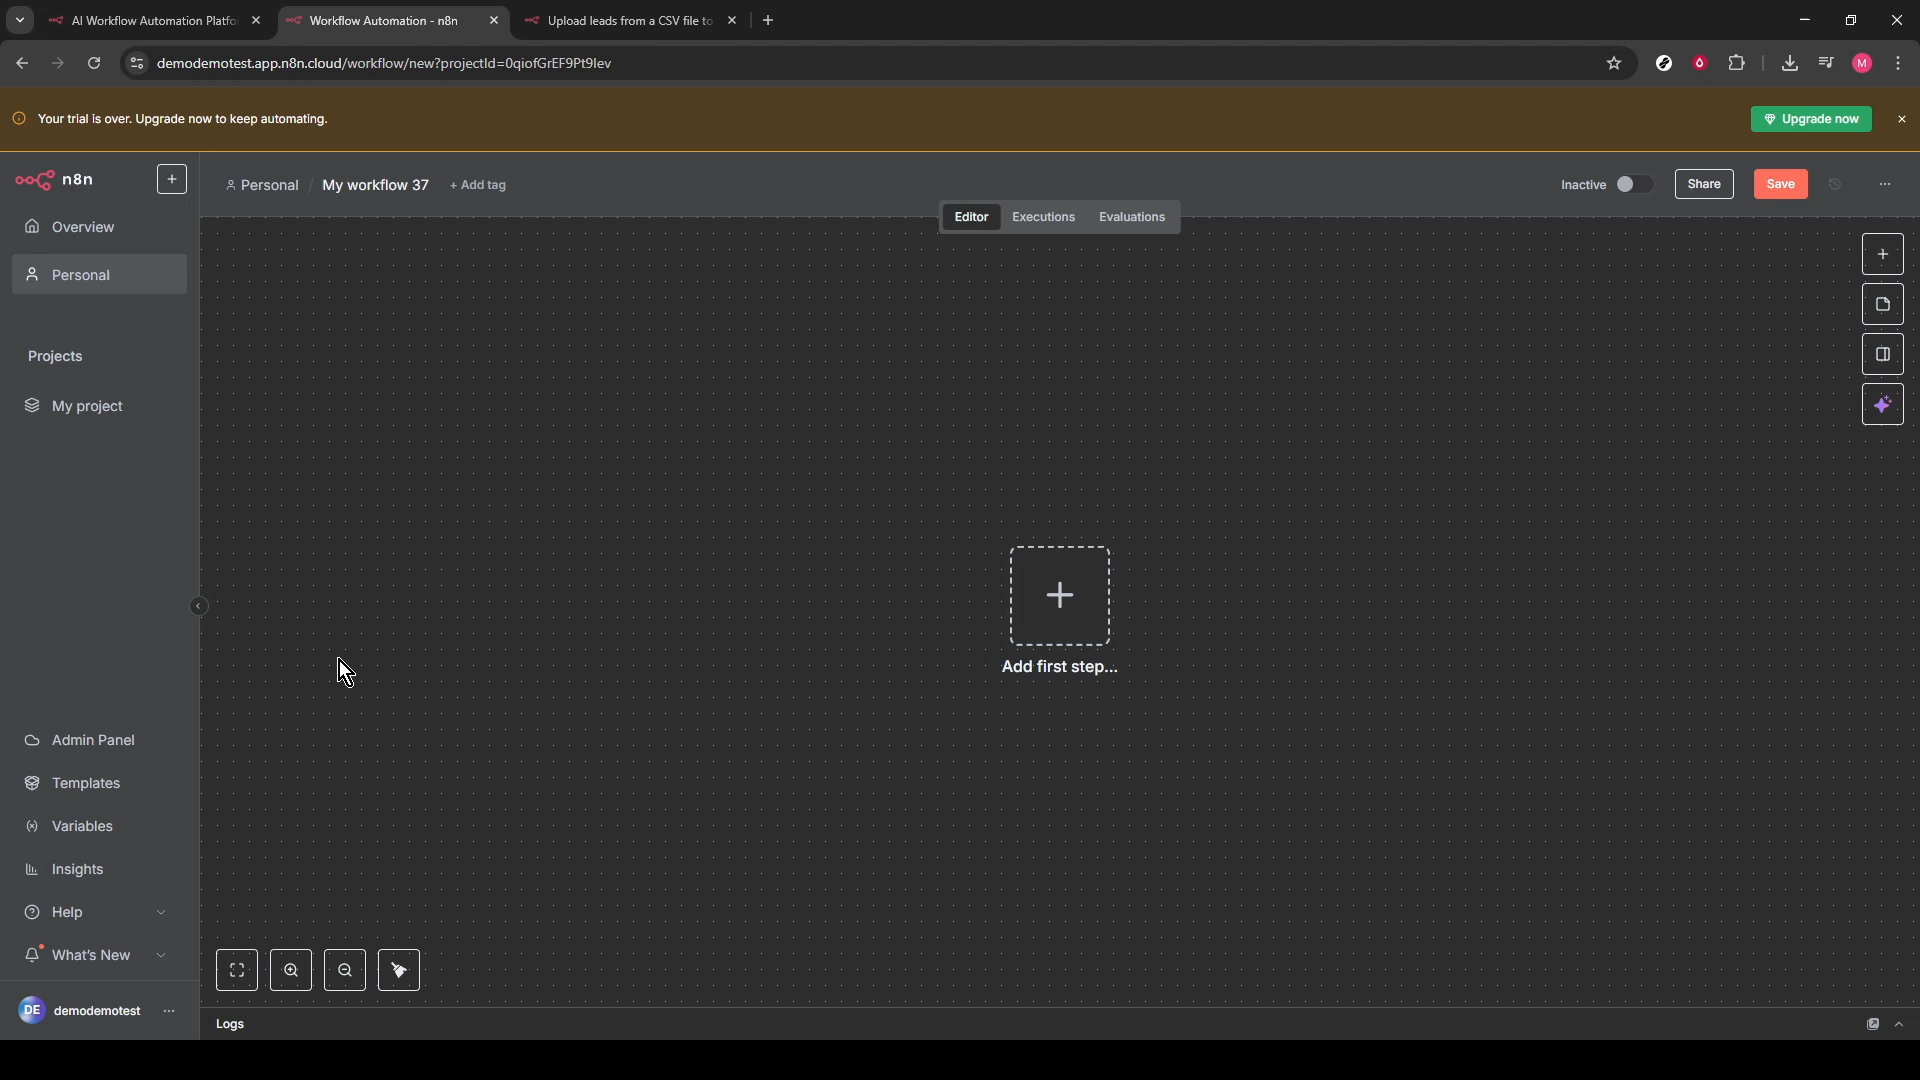 AI Workflow Automation Platfo
Workflow Automation - n8n
Upload leads from a CSV file to
demodemotest.app.n8n.cloud/workflow/new?projectId=0qiofGrEF9Pt9lev
M
Your trial is over. Upgrade now to keep automating.
Upgrade now
n8n
Personal / My workflow 37 + Add tag
Inactive
Share
Save
Editor
Executions
Evaluations
Overview
Personal
Projects
My project
Add first step...
Admin Panel
Templates
Variables
Insights
Help
What's New
DE demodemotest
Logs